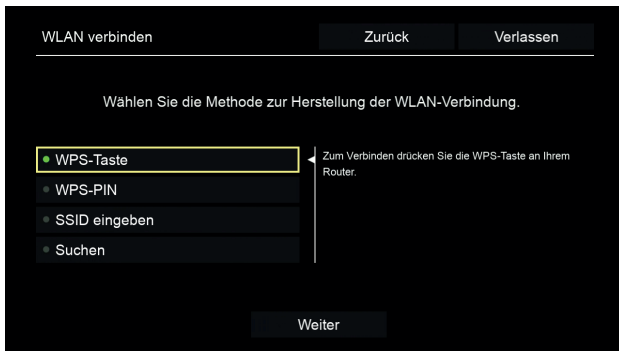 WLAN verbinden
Zurück
Verlassen
Wählen Sie die Methode zur Herstellung der WLAN-Verbindung.
WPS-Taste
WPS-PIN
SSID eingeben
Suchen
Zum Verbinden drücken Sie die WPS-Taste an Ihrem
Router.
Weiter